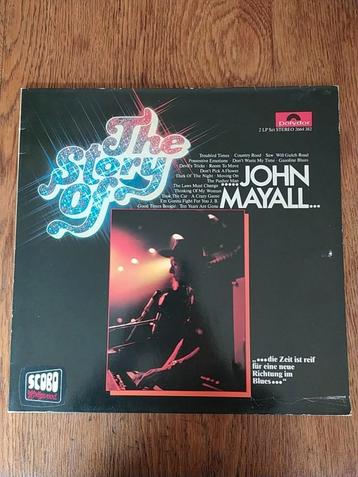 The
Story
Of
polydor
2 LP Set STEREO 2664 382
Troubled Times · Country Road · Saw Mill Gulch Road
Possessive Emotions · Don't Waste My Time · Gasoline Blues
Devil's Tricks · Room To Move
Don't Pick A Flower
Thoughts Of The Night · Moving On
The Pusher Man
The Laws Must Change
Thinking Of My Woman
Took The Car · A Crazy Game
I'm Gonna Fight For You J. B.
Good Times Boogie · Ten Years Are Gone
.....JOHN
MAYALL...
SCOBO
Hollywood
„...die Zeit ist reif
für eine neue
Richtung im
Blues..."